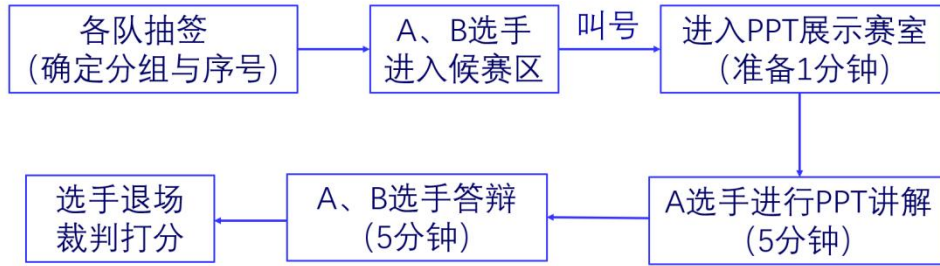 各队抽签
（确定分组与序号）
A、B选手
进入候赛区
叫号
进入PPT展示赛室
（准备1分钟）
A选手进行PPT讲解
（5分钟）
A、B选手答辩
（5分钟）
选手退场
裁判打分